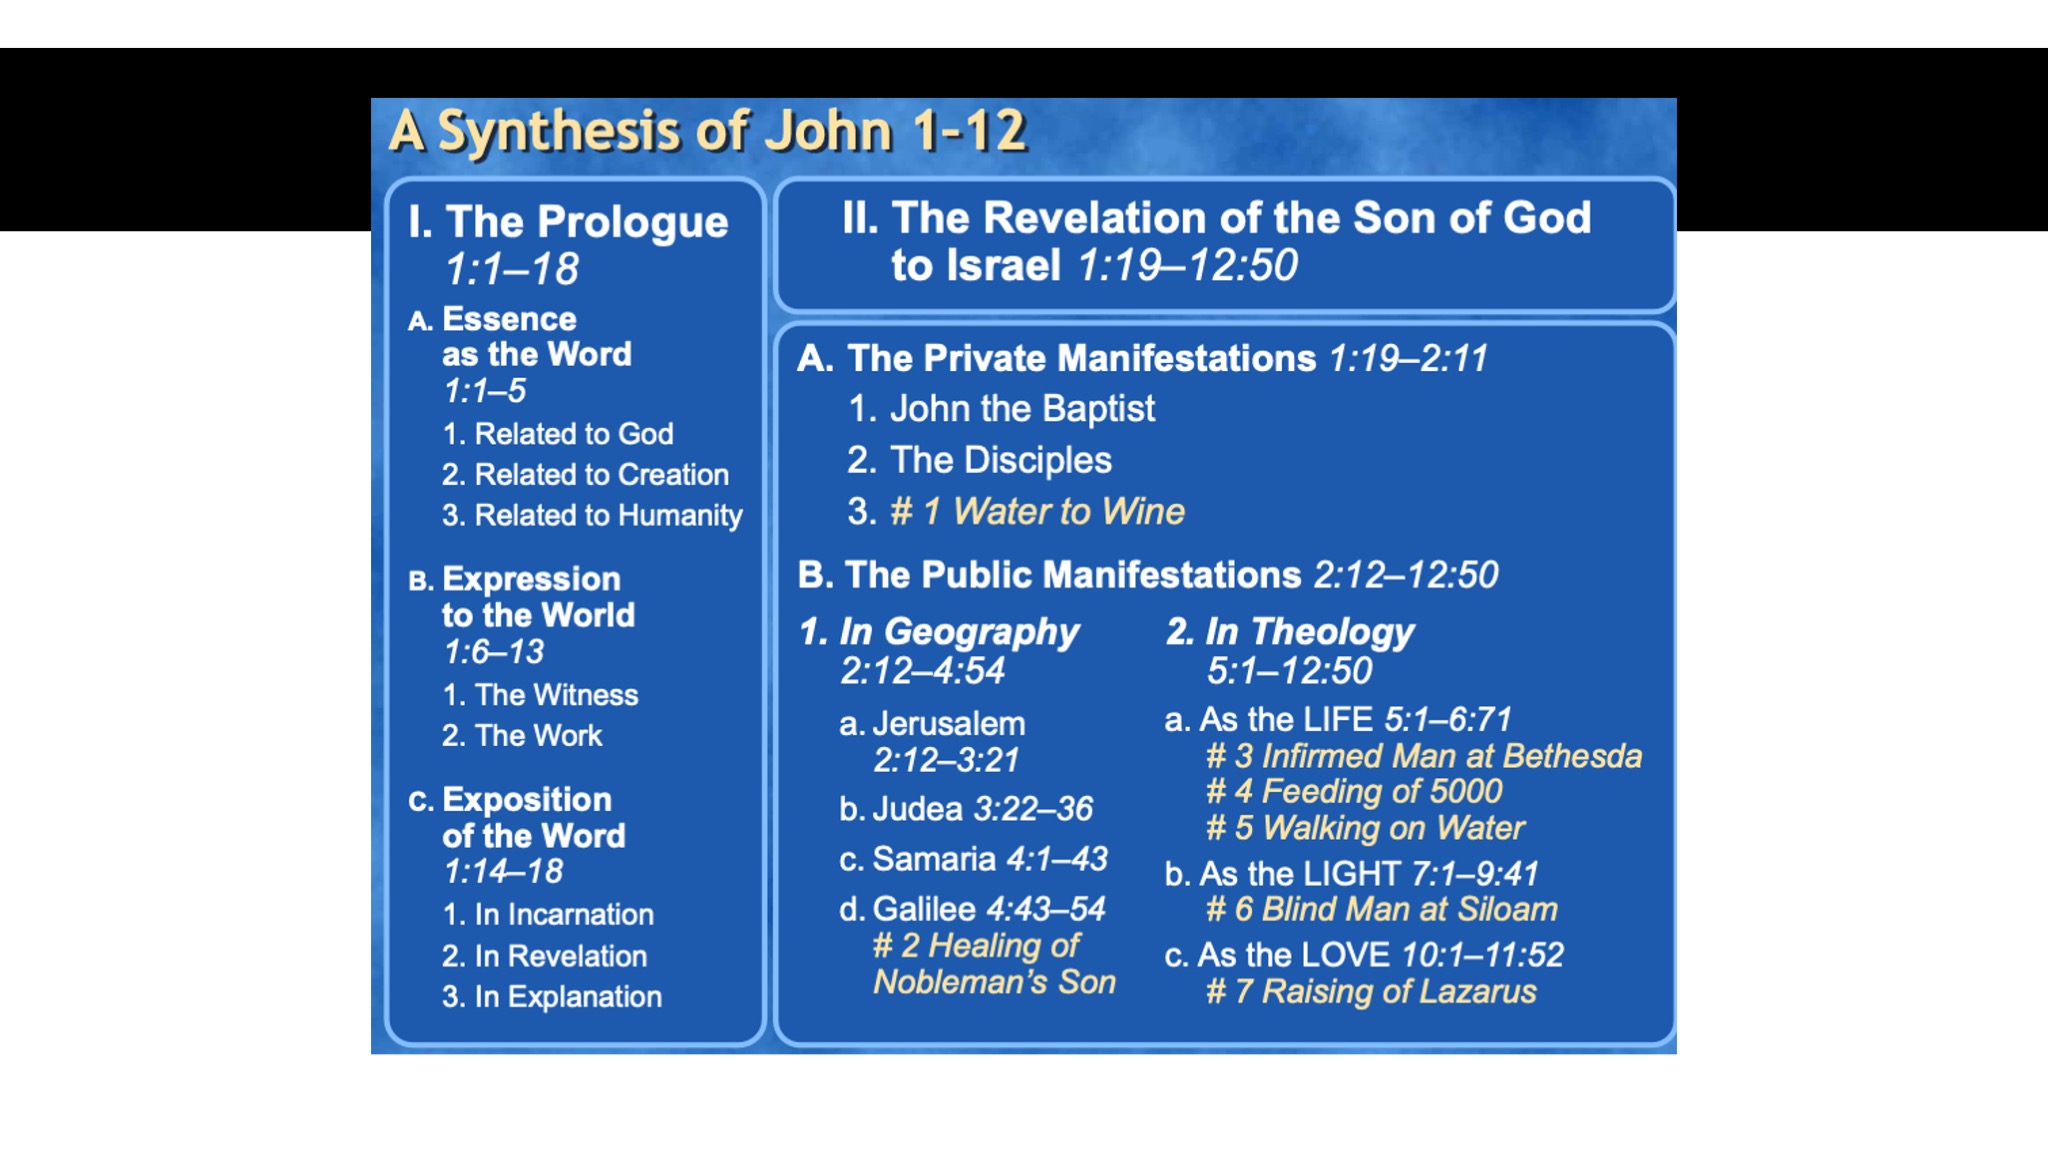 A Synthesis of John 1-12
I. The Prologue
1:1–18
A. Essence
as the Word
1:1–5
1. Related to God
2. Related to Creation
3. Related to Humanity
B. Expression
to the World
1:6–13
1. The Witness
2. The Work
C. Exposition
of the Word
1:14–18
1. In Incarnation
2. In Revelation
3. In Explanation
II. The Revelation of the Son of God
to Israel 1:19–12:50
A. The Private Manifestations 1:19–2:11
1. John the Baptist
2. The Disciples
3. # 1 Water to Wine
B. The Public Manifestations 2:12–12:50
1. In Geography
2:12–4:54
a. Jerusalem
2:12–3:21
b. Judea 3:22–36
c. Samaria 4:1–43
d. Galilee 4:43–54
# 2 Healing of
Nobleman’s Son
2. In Theology
5:1–12:50
a. As the LIFE 5:1–6:71
# 3 Infirmed Man at Bethesda
# 4 Feeding of 5000
# 5 Walking on Water
b. As the LIGHT 7:1–9:41
# 6 Blind Man at Siloam
c. As the LOVE 10:1–11:52
# 7 Raising of Lazarus